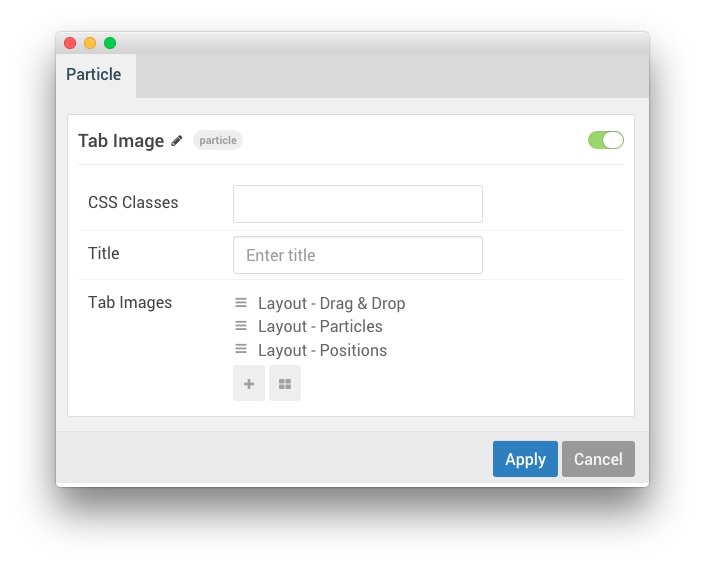 Particle
Tab Image particle
CSS Classes
Title Enter title
Tab Images Layout - Drag & Drop
Layout - Particles
Layout - Positions
Apply Cancel